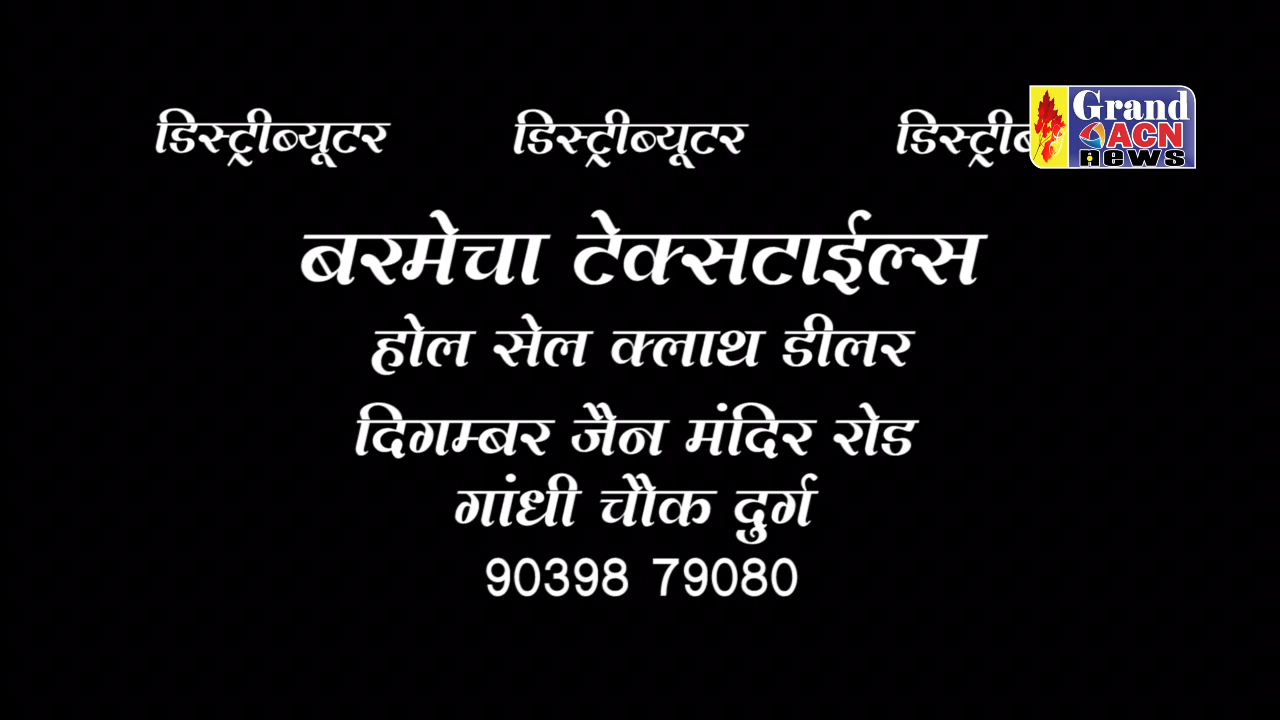 डिस्ट्रीब्यूटर डिस्ट्रीब्यूटर
Grand
ACN
news
बरमेचा टेक्सटाईल्स
होल सेल क्लाथ डीलर
दिगम्बर जैन मंदिर रोड
गांधी चौक दुर्ग
90398 79080